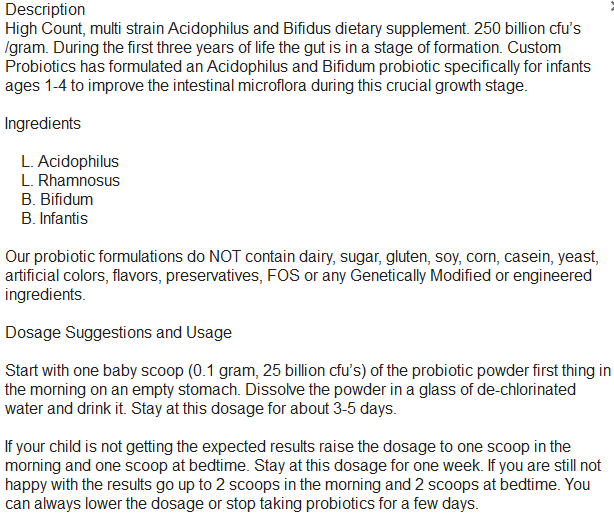 Description
High Count, multi strain Acidophilus and Bifidus dietary supplement. 250 billion cfu’s
/gram. During the first three years of life the gut is in a stage of formation. Custom
Probiotics has formulated an Acidophilus and Bifidum probiotic specifically for infants
ages 1-4 to improve the intestinal microflora during this crucial growth stage.
Ingredients
L. Acidophilus
L. Rhamnosus
B. Bifidum
B. Infantis
Our probiotic formulations do NOT contain dairy, sugar, gluten, soy, corn, casein, yeast,
artificial colors, flavors, preservatives, FOS or any Genetically Modified or engineered
ingredients.
Dosage Suggestions and Usage
Start with one baby scoop (0.1 gram, 25 billion cfu’s) of the probiotic powder first thing in
the morning on an empty stomach. Dissolve the powder in a glass of de-chlorinated
water and drink it. Stay at this dosage for about 3-5 days.
If your child is not getting the expected results raise the dosage to one scoop in the
morning and one scoop at bedtime. Stay at this dosage for one week. If you are still not
happy with the results go up to 2 scoops in the morning and 2 scoops at bedtime. You
can always lower the dosage or stop taking probiotics for a few days.